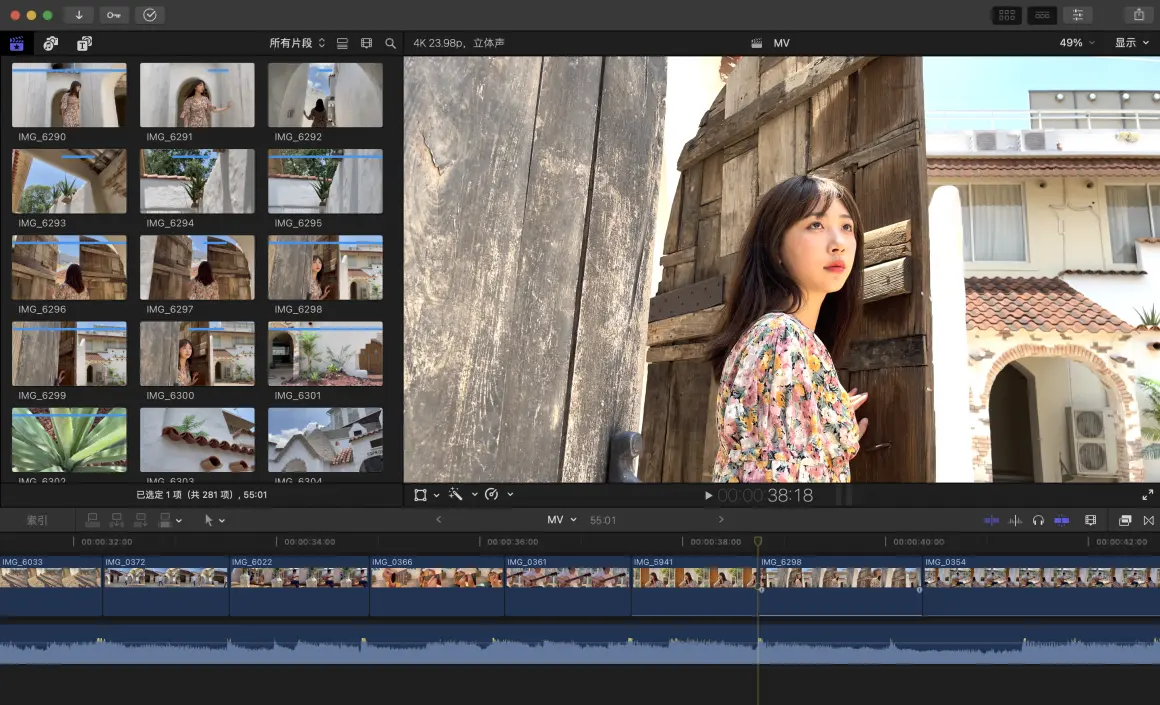 所有片段
4K 23.98p，立体声
MV
49%
显示
IMG_6290
IMG_6291
IMG_6292
IMG_6293
IMG_6294
IMG_6295
IMG_6296
IMG_6297
IMG_6298
IMG_6299
IMG_6300
IMG_6301
IMG_6302
IMG_6303
IMG_6304
已选定 1 项（共 281 项）, 55:01
00:00 38:18
索引
MV
55:01
00:00:32:00
00:00:34:00
00:00:36:00
00:00:38:00
00:00:40:00
00:00:42:00
IMG_6033
IMG_0372
IMG_6022
IMG_0366
IMG_0361
IMG_5941
IMG_6298
IMG_0354